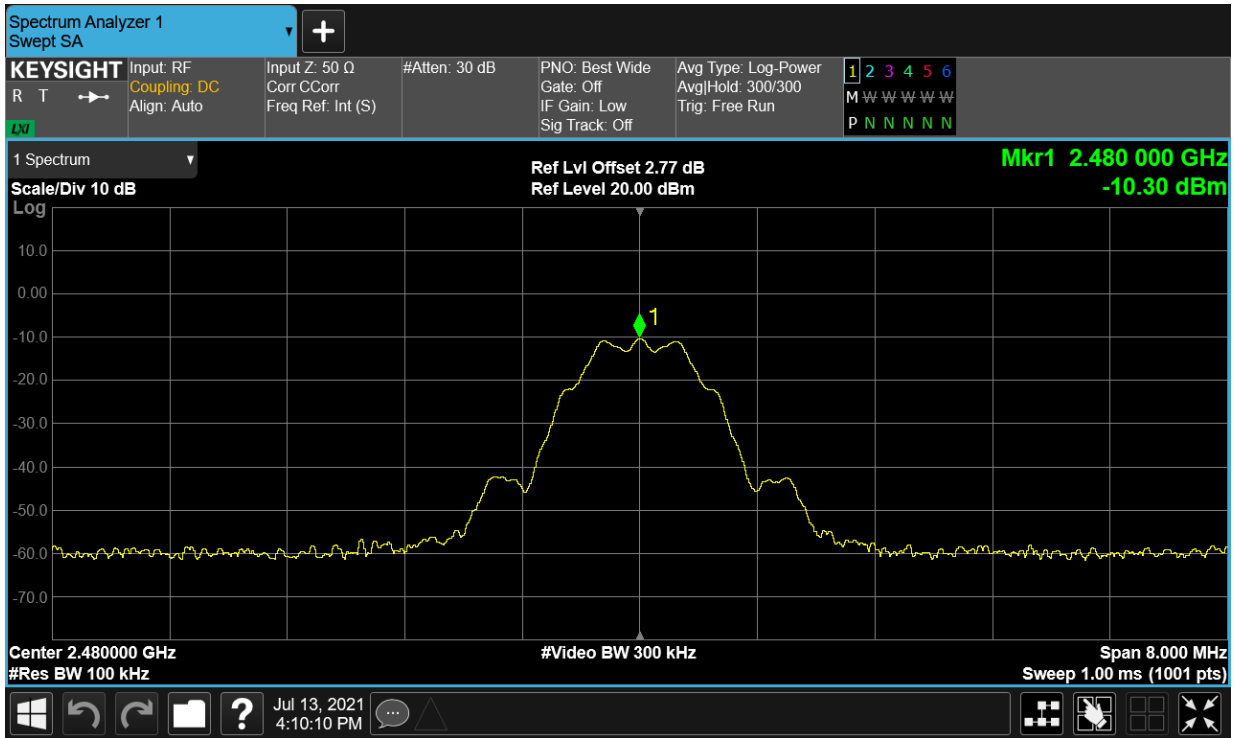 Spectrum Analyzer 1
Swept SA
KEYSIGHT
R T
LXI
Input: RF
Coupling: DC
Align: Auto
Input Z: 50 Ω
Corr CCorr
Freq Ref: Int (S)
#Atten: 30 dB
PNO: Best Wide
Gate: Off
IF Gain: Low
Sig Track: Off
Avg Type: Log-Power
Avg|Hold: 300/300
Trig: Free Run
1 2 3 4 5 6
M W W W W W
P N N N N N
1 Spectrum
Scale/Div 10 dB
Log
Ref Lvl Offset 2.77 dB
Ref Level 20.00 dBm
Mkr1 2.480 000 GHz
-10.30 dBm
10.0
0.00
1
-10.0
-20.0
-30.0
-40.0
-50.0
-60.0
-70.0
Center 2.480000 GHz
#Res BW 100 kHz
#Video BW 300 kHz
Span 8.000 MHz
Sweep 1.00 ms (1001 pts)
?
Jul 13, 2021
4:10:10 PM